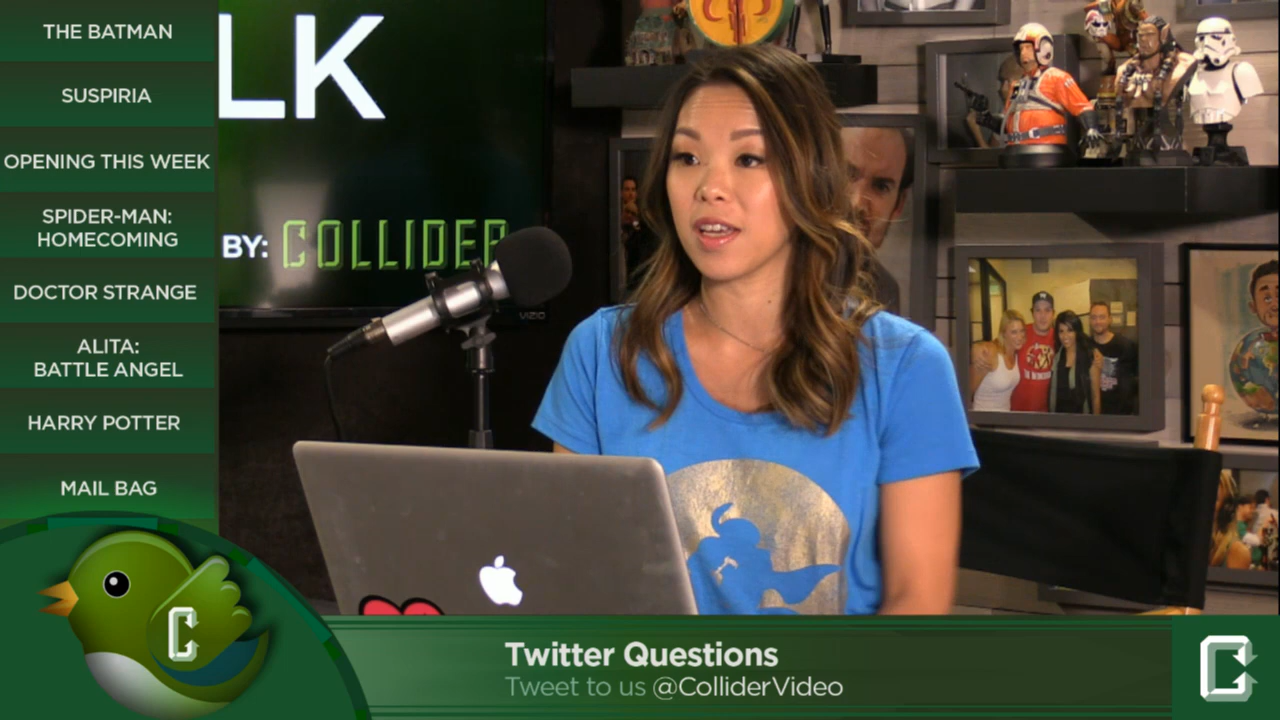 THE BATMAN
SUSPIRIA
OPENING THIS WEEK
SPIDER-MAN:
HOMECOMING
DOCTOR STRANGE
ALITA:
BATTLE ANGEL
HARRY POTTER
MAIL BAG
LK
BY: COLLIDER
VIZIO
Twitter Questions
Tweet to us @ColliderVideo